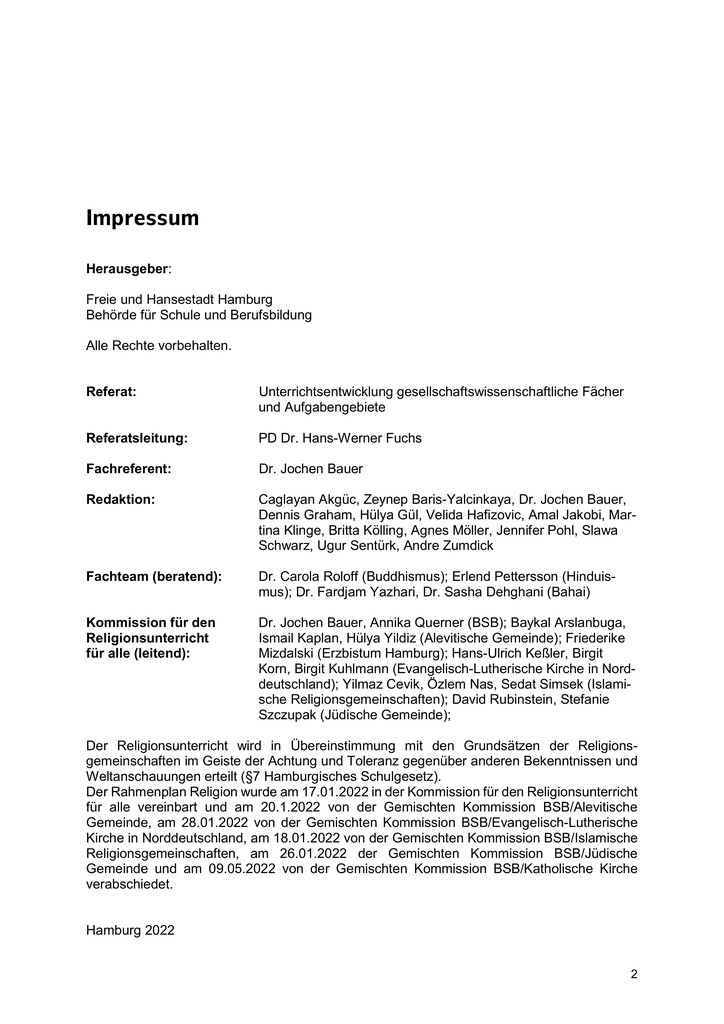 Impressum
Herausgeber:
Freie und Hansestadt Hamburg
Behörde für Schule und Berufsbildung
Alle Rechte vorbehalten.
Referat: Unterrichtsentwicklung gesellschaftswissenschaftliche Fächer
und Aufgabengebiete
Referatsleitung: PD Dr. Hans-Werner Fuchs
Fachreferent: Dr. Jochen Bauer
Redaktion: Caglayan Akgüc, Zeynep Baris-Yalcinkaya, Dr. Jochen Bauer,
Dennis Graham, Hülya Gül, Velida Hafizovic, Amal Jakobi, Mar-
tina Klinge, Britta Kölling, Agnes Möller, Jennifer Pohl, Slawa
Schwarz, Ugur Sentürk, Andre Zumdick
Fachteam (beratend): Dr. Carola Roloff (Buddhismus); Erlend Pettersson (Hinduis-
mus); Dr. Fardjam Yazhari, Dr. Sasha Dehghani (Bahai)
Kommission für den Dr. Jochen Bauer, Annika Querner (BSB); Baykal Arslanbuga,
Religionsunterricht Ismail Kaplan, Hülya Yildiz (Alevitische Gemeinde); Friederike
für alle (leitend): Mizdalski (Erzbistum Hamburg); Hans-Ulrich Keßler, Birgit
Korn, Birgit Kuhlmann (Evangelisch-Lutherische Kirche in Nord-
deutschland); Yilmaz Cevik, Özlem Nas, Sedat Simsek (Islami-
sche Religionsgemeinschaften); David Rubinstein, Stefanie
Szczupak (Jüdische Gemeinde);
Der Religionsunterricht wird in Übereinstimmung mit den Grundsätzen der Religions-
gemeinschaften im Geiste der Achtung und Toleranz gegenüber anderen Bekenntnissen und
Weltanschauungen erteilt (§7 Hamburgisches Schulgesetz).
Der Rahmenplan Religion wurde am 17.01.2022 in der Kommission für den Religionsunterricht
für alle vereinbart und am 20.1.2022 von der Gemischten Kommission BSB/Alevitische
Gemeinde, am 28.01.2022 von der Gemischten Kommission BSB/Evangelisch-Lutherische
Kirche in Norddeutschland, am 18.01.2022 von der Gemischten Kommission BSB/Islamische
Religionsgemeinschaften, am 26.01.2022 der Gemischten Kommission BSB/Jüdische
Gemeinde und am 09.05.2022 von der Gemischten Kommission BSB/Katholische Kirche
verabschiedet.
Hamburg 2022
2